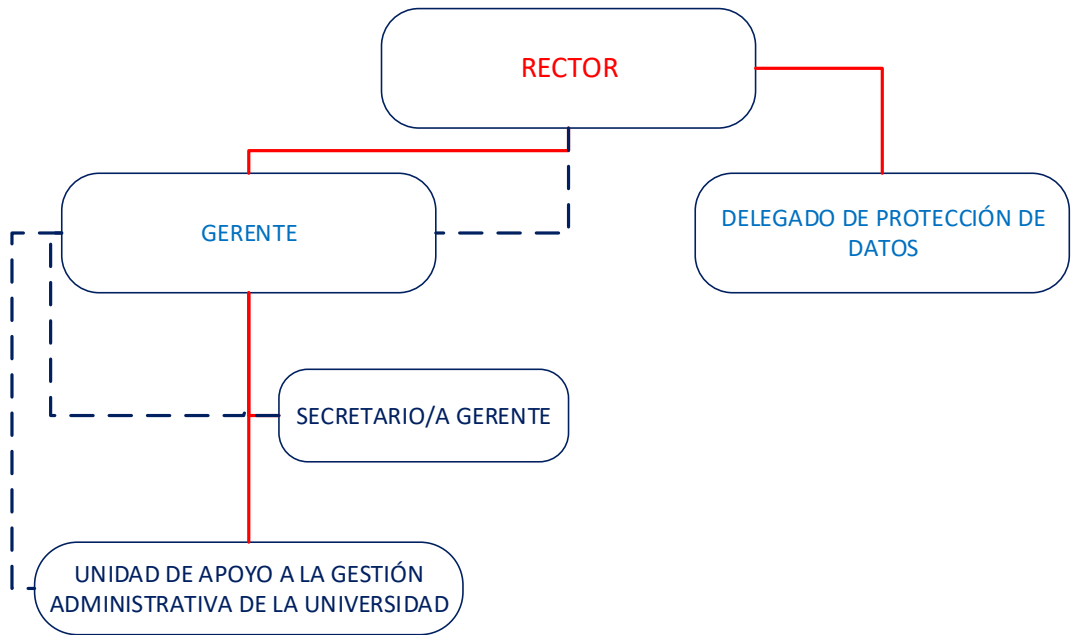 RECTOR
GERENTE
DELEGADO DE PROTECCIÓN DE
DATOS
SECRETARIO/A GERENTE
UNIDAD DE APOYO A LA GESTIÓN
ADMINISTRATIVA DE LA UNIVERSIDAD